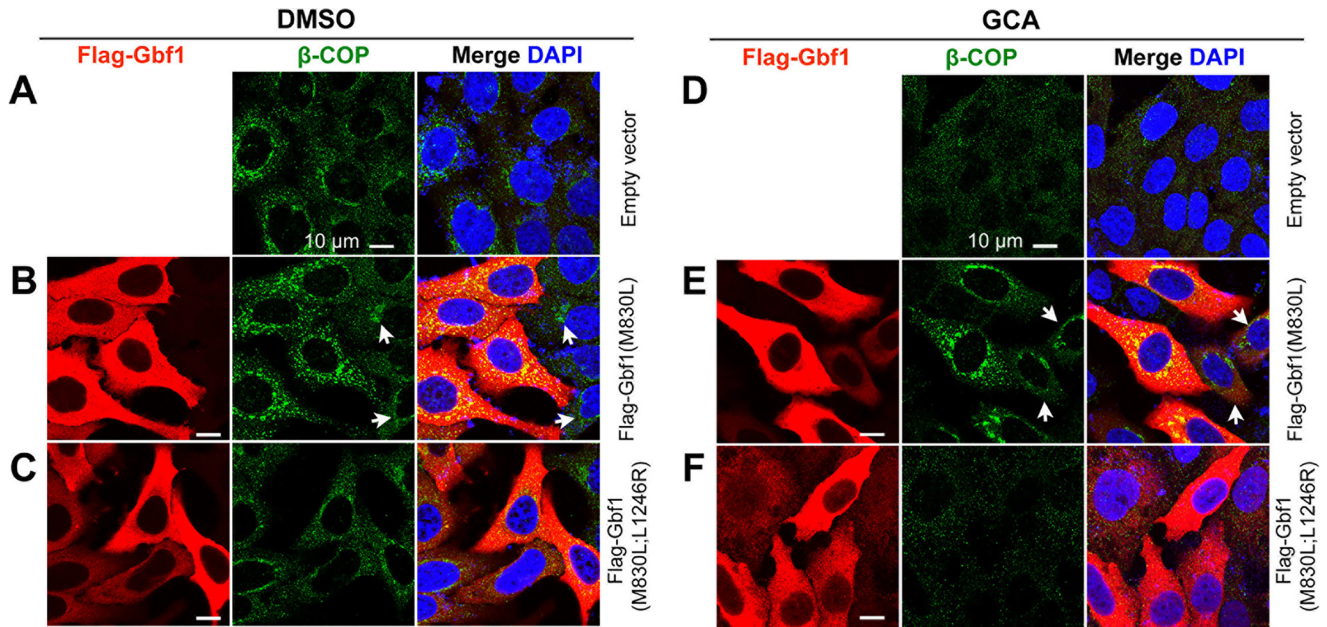 DMSO
Flag-Gbf1 β-COP Merge DAPI
A
10 µm
Empty vector
B
Flag-Gbf1(M830L)
C
Flag-Gbf1
(M830L;L1246R)
GCA
Flag-Gbf1 β-COP Merge DAPI
D
10 µm
Empty vector
E
Flag-Gbf1(M830L)
F
Flag-Gbf1
(M830L;L1246R)